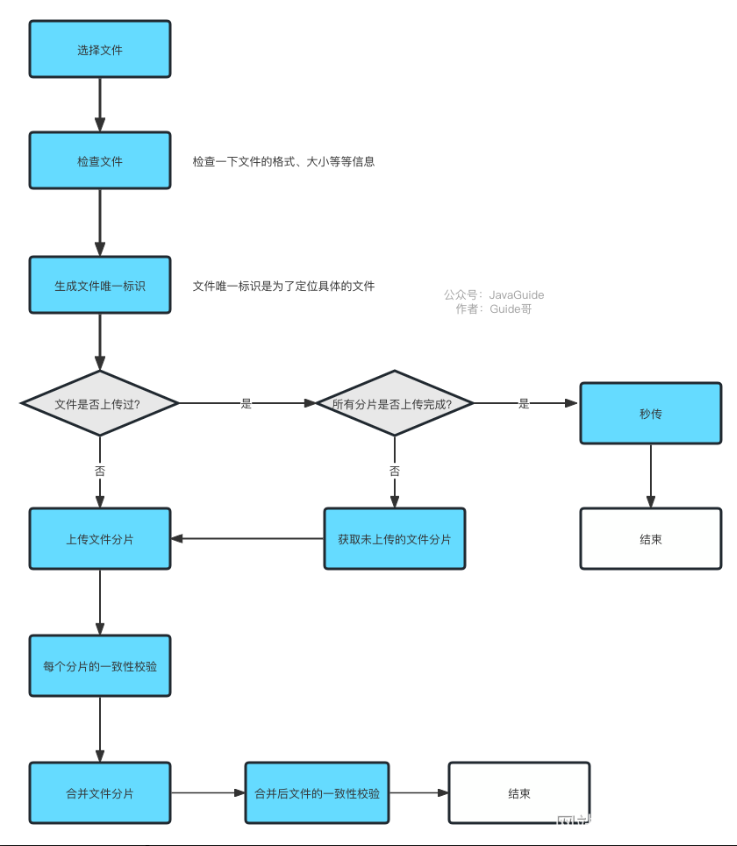 选择文件
检查文件
检查一下文件的格式、大小等等信息
生成文件唯一标识
文件唯一标识是为了定位具体的文件
公众号：JavaGuide
作者：Guide哥
文件是否上传过?
是
所有分片是否上传完成?
是
秒传
否
否
上传文件分片
获取未上传的文件分片
结束
每个分片的一致性校验
合并文件分片
合并后文件的一致性校验
结束